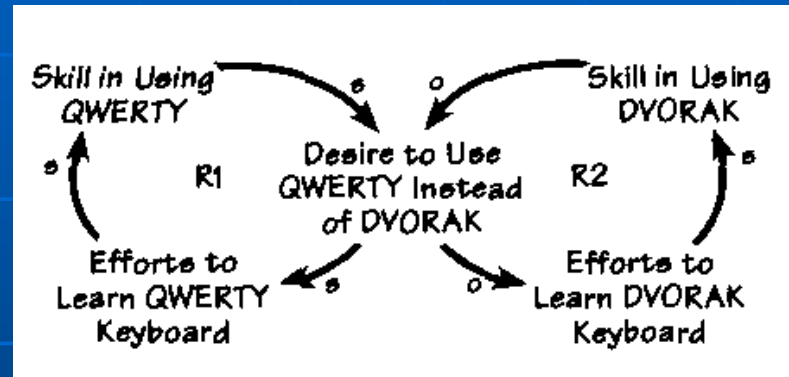 Skill in Using
QWERTY
s
s
R1
Efforts to
Learn QWERTY
Keyboard
s
Desire to Use
QWERTY Instead
of DVORAK
o
Skill in Using
DVORAK
s
R2
o
Efforts to
Learn DVORAK
Keyboard